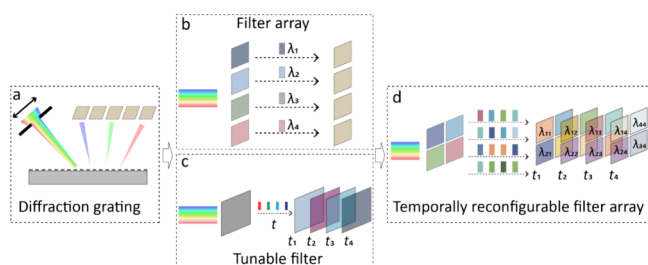 a
Diffraction grating
b
Filter array
λ₁
λ₂
λ₃
λ₄
c
t
t₁ t₂ t₃ t₄
Tunable filter
d
λ₁₁ λ₁₂ λ₁₃ λ₁₄ λ₄₄
λ₂₁ λ₂₂ λ₂₃ λ₂₄ λ₃₄
t₁ t₂ t₃ t₄
Temporally reconfigurable filter array